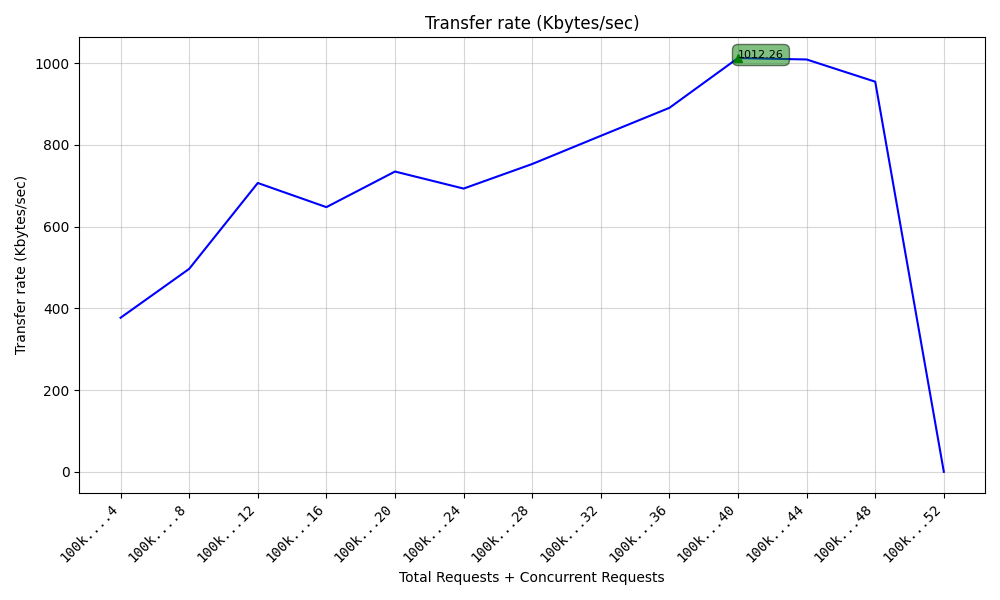 Transfer rate (Kbytes/sec)
1012.26
Transfer rate (Kbytes/sec)
1000
800
600
400
200
0
100k....4
100k....8
100k...12
100k...16
100k...20
100k...24
100k...28
100k...32
100k...36
100k...40
100k...44
100k...48
100k...52
Total Requests + Concurrent Requests